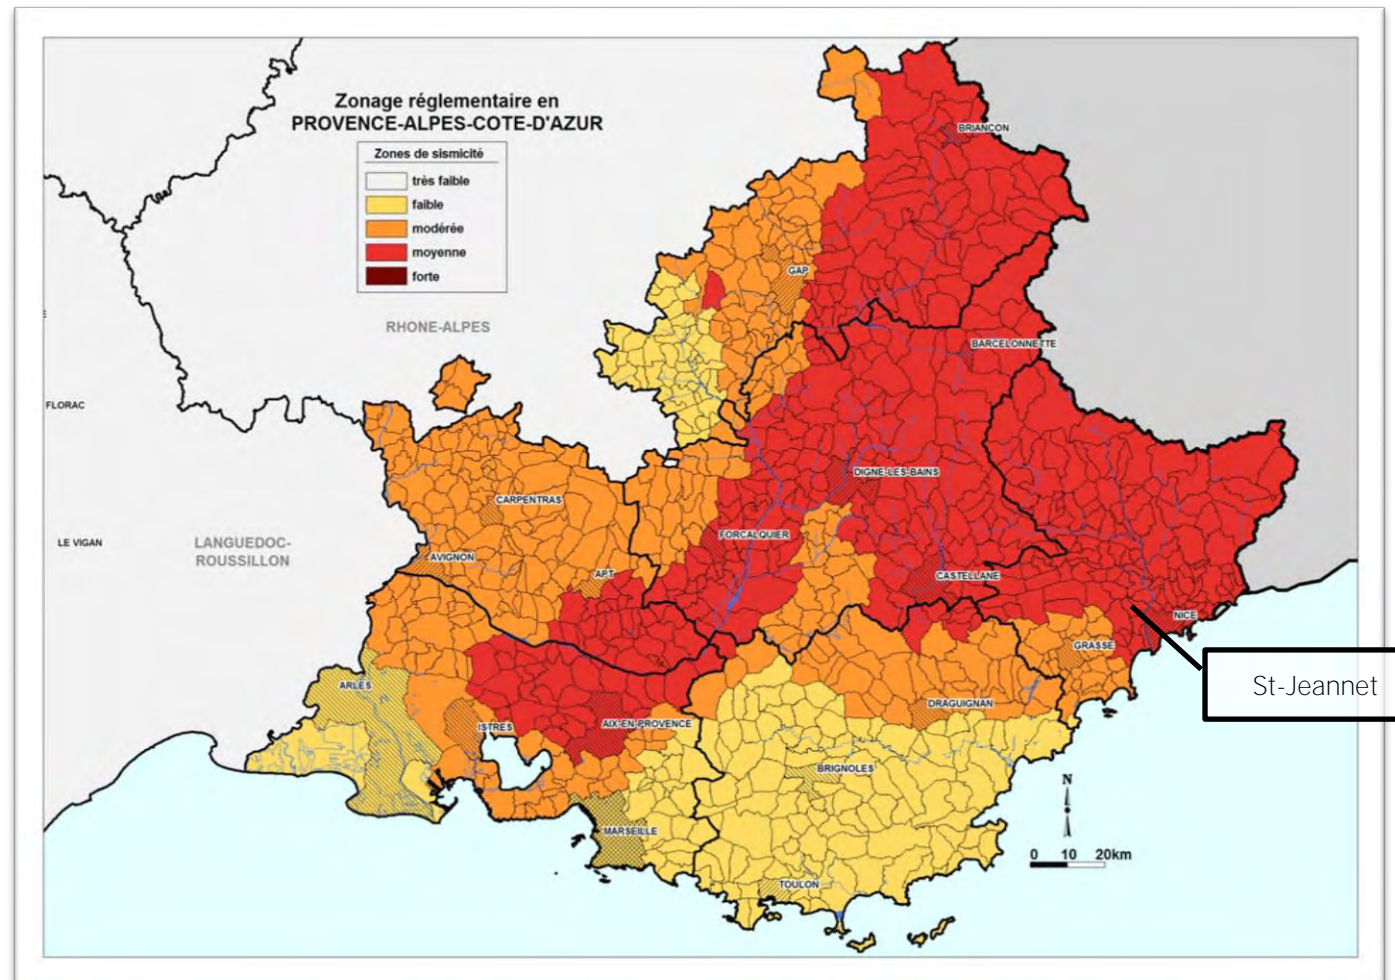 Zonage réglementaire en
PROVENCE-ALPES-COTE-D'AZUR
Zones de sismicité
très faible
faible
modérée
moyenne
forte
BRIANCON
GAP
RHONE-ALPES
BARCELONNETTE
FLORAC
DIGNE-LES-BAINS
CARPENTRAS
LE VIGAN
LANGUEDOC-
ROUSSILLON
FORCALQUIER
AVIGNON
APT
CASTELLANE
NICE
GRASSE
St-Jeannet
ARLES
DRAGUIGNAN
ISTRES
AIX-EN-PROVENCE
BRIGNOLES
N
MARSEILLE
0 10 20km
TOULON